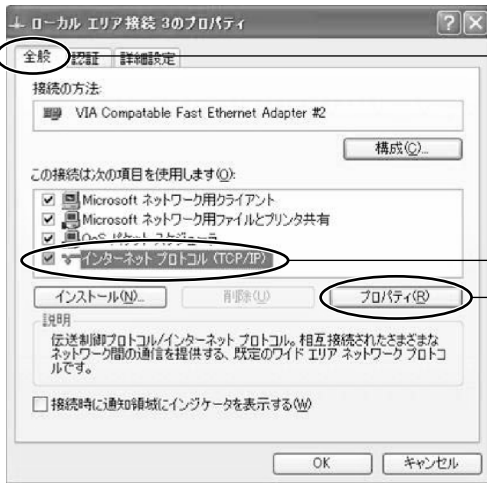 ローカル エリア接続 3のプロパティ
全般 認証 詳細設定
接続の方法:
VIA Compatable Fast Ethernet Adapter #2
構成(C)...
この接続は次の項目を使用します(O):
Microsoft ネットワーク用クライアント
Microsoft ネットワーク用ファイルとプリンタ共有
QoS パケット スケジューラ
インターネット プロトコル (TCP/IP)
インストール(N)... 削除(U) プロパティ(R)
説明
伝送制御プロトコル/インターネット プロトコル。相互接続されたさまざまな
ネットワーク間の通信を提供する、既定のワイド エリア ネットワーク プロトコ
ルです。
接続時に通知領域にインジケータを表示する(W)
OK キャンセル